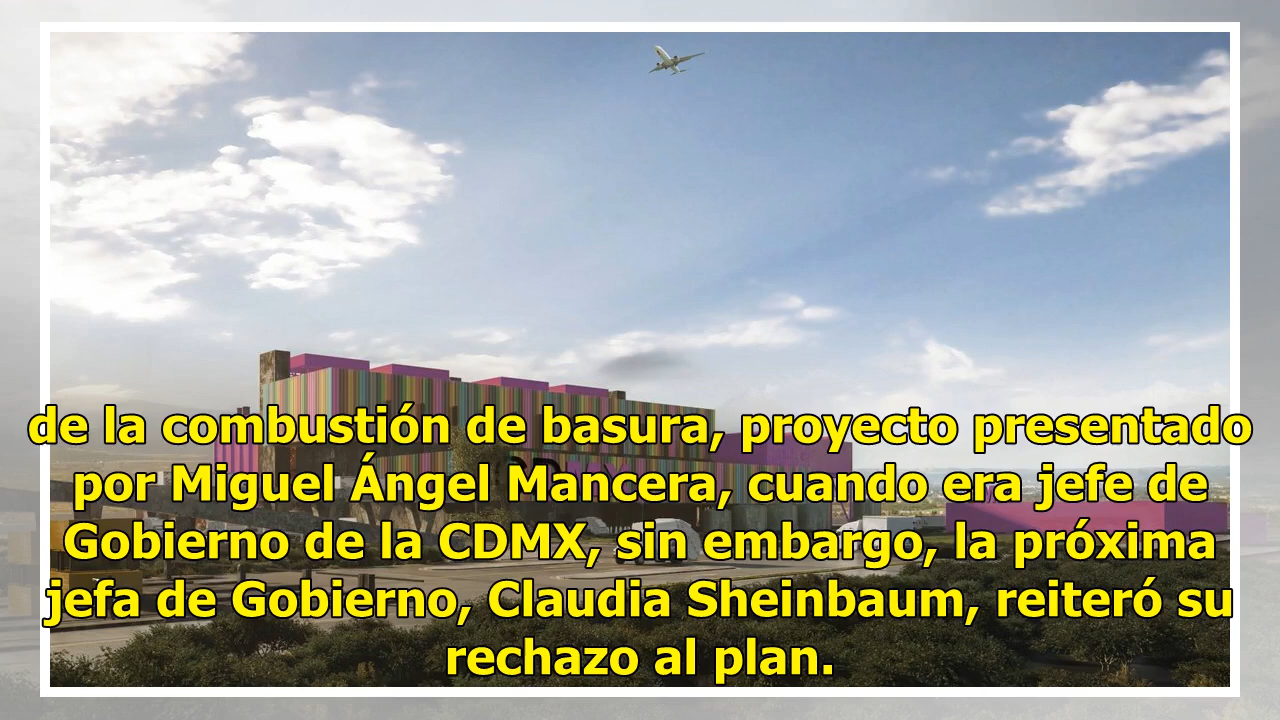 de la combustión de basura, proyecto presentado
por Miguel Ángel Mancera, cuando era jefe de
Gobierno de la CDMX, sin embargo, la próxima
jefa de Gobierno, Claudia Sheinbaum, reiteró su
rechazo al plan.